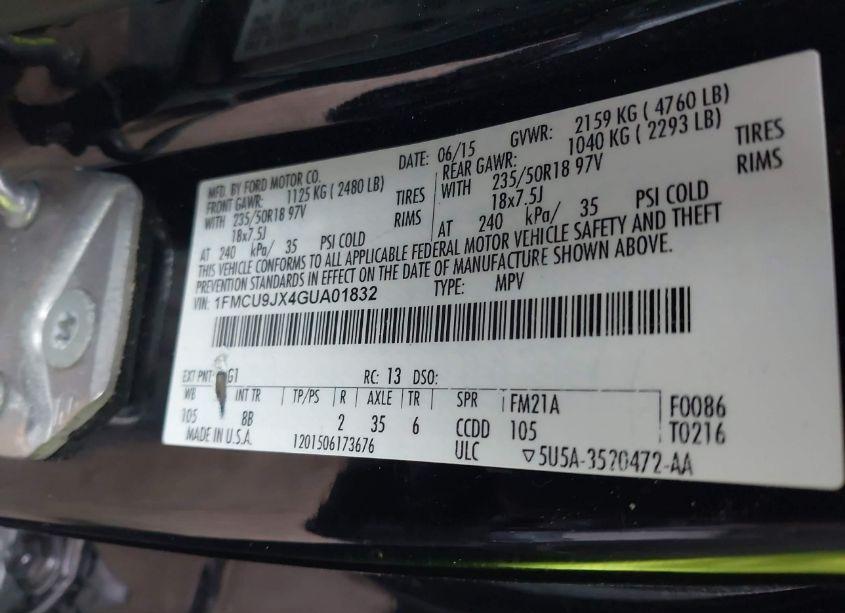 MFD. BY FORD MOTOR CO.
DATE: 06/15
GVWR: 2159 KG ( 4760 LB)
FRONT GAWR: 1125 KG ( 2480 LB)
REAR GAWR: 1040 KG ( 2293 LB)
WITH 235/50R18 97V TIRES
WITH 235/50R18 97V TIRES
18x7.5J RIMS
18x7.5J RIMS
AT 240 kPa/ 35 PSI COLD
AT 240 kPa/ 35 PSI COLD
THIS VEHICLE CONFORMS TO ALL APPLICABLE FEDERAL MOTOR VEHICLE SAFETY AND THEFT
PREVENTION STANDARDS IN EFFECT ON THE DATE OF MANUFACTURE SHOWN ABOVE.
VIN: 1FMCU9JX4GUA01832 TYPE: MPV
EXT PNT: G1 RC: 13 DSO:
WB INT TR TP/PS R AXLE TR SPR FM21A F0086
105 8B 2 35 6 CCDD 105 T0216
MADE IN U.S.A. 1201506173676 ULC ▽5U5A-3520472-AA